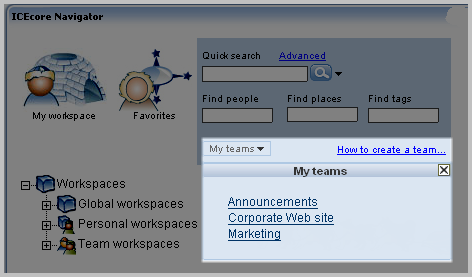 ICEcore Navigator
Quick search Advanced
Find people Find places Find tags
My workspace Favorites
My teams How to create a team...
My teams
Announcements
Corporate Web site
Marketing
Workspaces
Global workspaces
Personal workspaces
Team workspaces